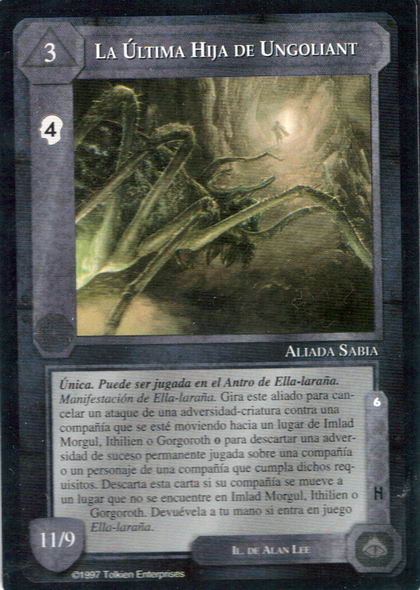 3
LA ÚLTIMA HIJA DE UNGOLIANT
4
ALIADA SABIA
Única. Puede ser jugada en el Antro de Ella-laraña.
Manifestación de Ella-laraña. Gira este aliado para can-
celar un ataque de una adversidad-criatura contra una
compañía que se esté moviendo hacia un lugar de Imlad
Morgul, Ithilien o Gorgoroth o para descartar una adver-
sidad de suceso permanente jugada sobre una compañía
o un personaje de una compañía que cumpla dichos req-
uisitos. Descarta esta carta si su compañía se mueve a
un lugar que no se encuentre en Imlad Morgul, Ithilien o
Gorgoroth. Devuévela a tu mano si entra en juego
Ella-laraña.
6
H
11/9
IL. DE ALAN LEE
©1997 Tolkien Enterprises